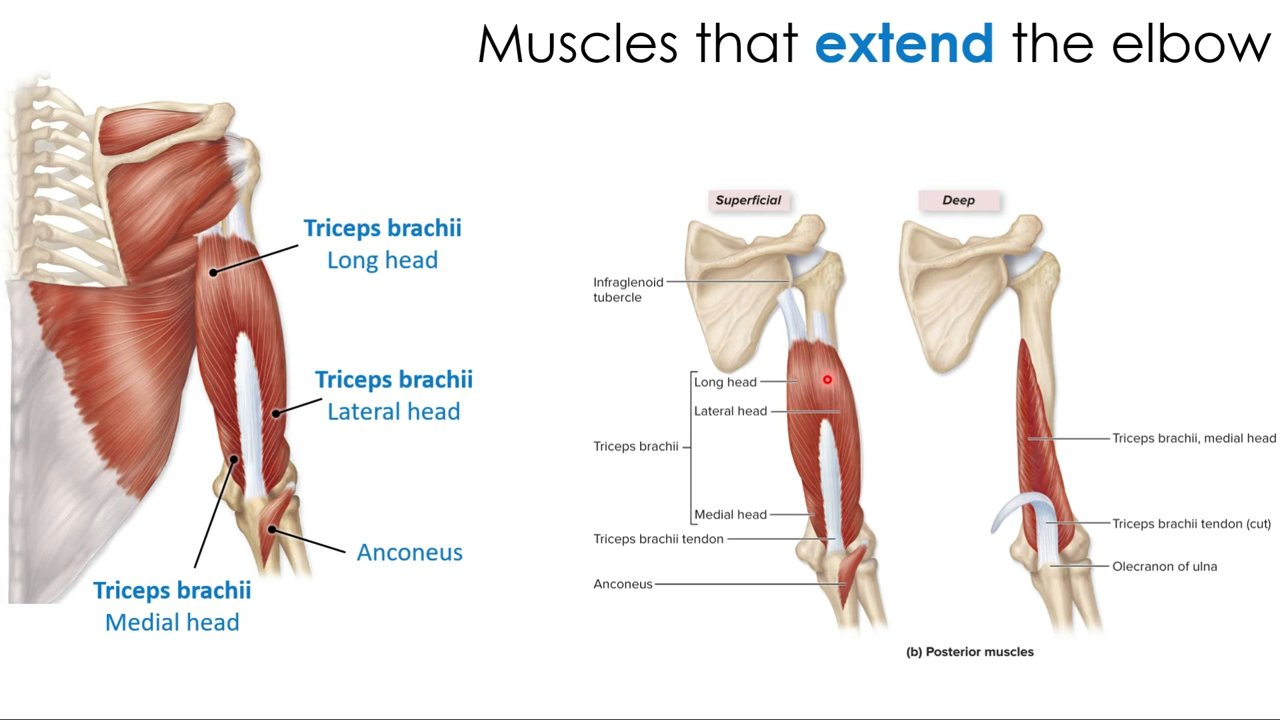 Muscles that extend the elbow
Triceps brachii
Long head
Triceps brachii
Lateral head
Anconeus
Triceps brachii
Medial head
Superficial
Infraglenoid
tubercle
Long head
Lateral head
Triceps brachii
Medial head
Triceps brachii tendon
Anconeus
Deep
Triceps brachii, medial head
Triceps brachii tendon (cut)
Olecranon of ulna
(b) Posterior muscles